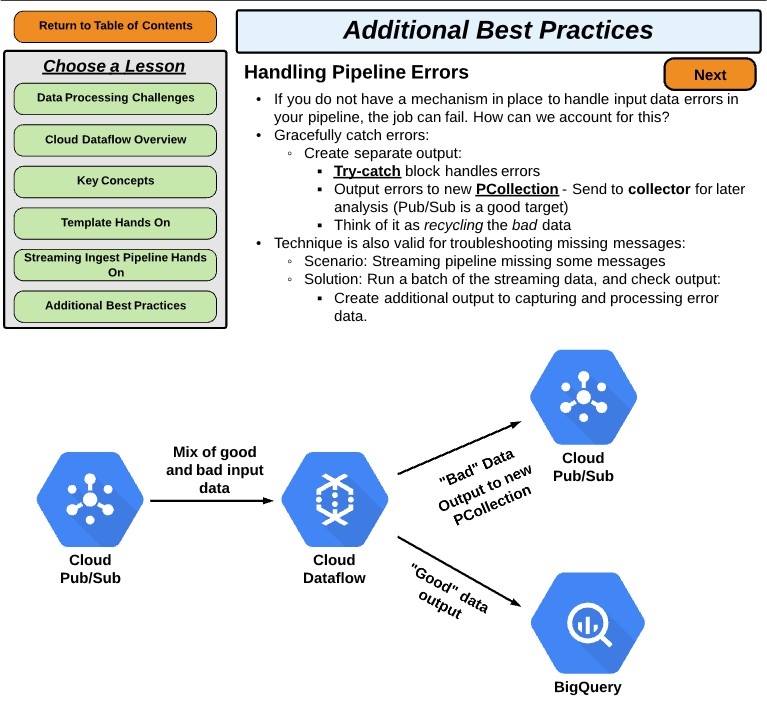 Return to Table of Contents
Additional Best Practices
Choose a Lesson
Data Processing Challenges
Cloud Dataflow Overview
Key Concepts
Template Hands On
Streaming Ingest Pipeline Hands
On
Additional Best Practices
Handling Pipeline Errors
Next
• If you do not have a mechanism in place to handle input data errors in
your pipeline, the job can fail. How can we account for this?
• Gracefully catch errors:
◦ Create separate output:
▪ Try-catch block handles errors
▪ Output errors to new PCollection - Send to collector for later
analysis (Pub/Sub is a good target)
▪ Think of it as recycling the bad data
• Technique is also valid for troubleshooting missing messages:
◦ Scenario: Streaming pipeline missing some messages
◦ Solution: Run a batch of the streaming data, and check output:
▪ Create additional output to capturing and processing error
data.
Mix of good
and bad input
data
Cloud
Pub/Sub
Cloud
Dataflow
"Bad" Data
Output to new
PCollection
Cloud
Pub/Sub
"Good" data
output
BigQuery